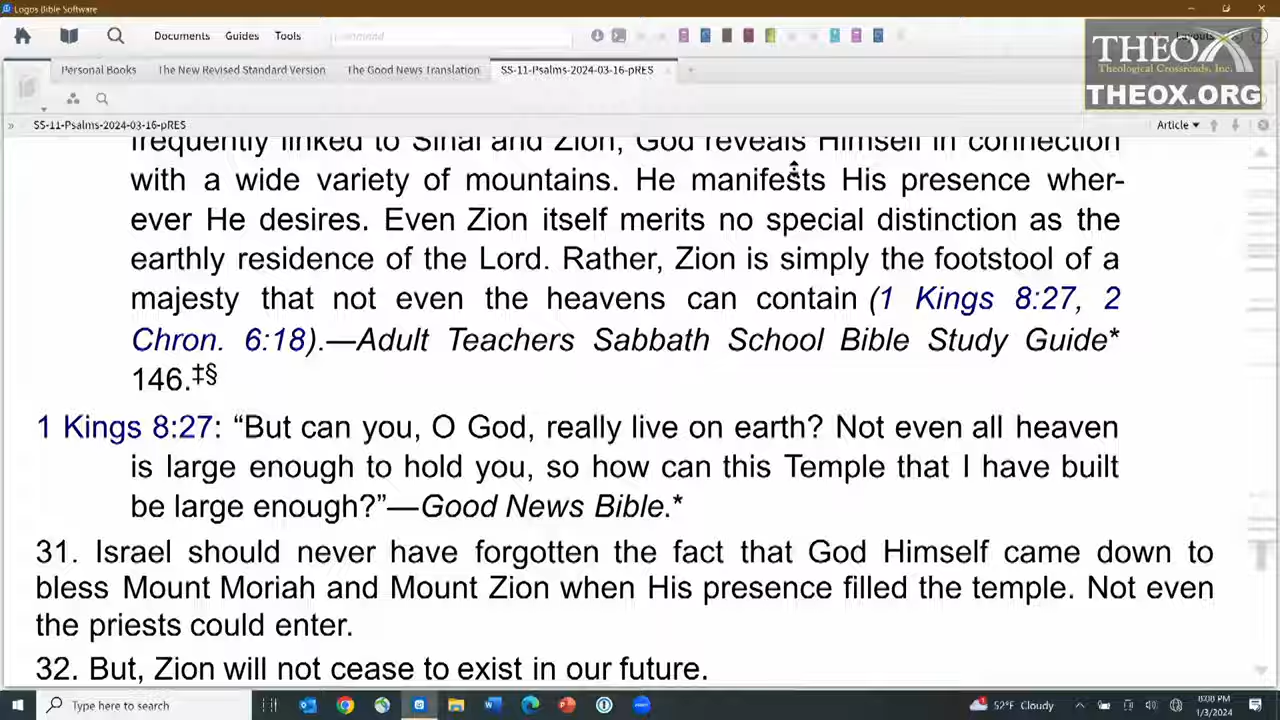 Logos Bible Software
Documents Guides Tools
command
THEOX
Theological Crossroads, Inc.
THEOX.ORG
Personal Books The New Revised Standard Version The Good News SS-11-Psalms-2024-03-16-pRES
SS-11-Psalms-2024-03-16-pRES Article
frequently linked to Sinai and Zion, God reveals Himself in connection
with a wide variety of mountains. He manifests His presence wher-
ever He desires. Even Zion itself merits no special distinction as the
earthly residence of the Lord. Rather, Zion is simply the footstool of a
majesty that not even the heavens can contain (1 Kings 8:27, 2
Chron. 6:18).—Adult Teachers Sabbath School Bible Study Guide*
146.‡§
1 Kings 8:27: “But can you, O God, really live on earth? Not even all heaven
is large enough to hold you, so how can this Temple that I have built
be large enough?”—Good News Bible.*
31. Israel should never have forgotten the fact that God Himself came down to
bless Mount Moriah and Mount Zion when His presence filled the temple. Not even
the priests could enter.
32. But, Zion will not cease to exist in our future.
Type here to search
52°F Cloudy
8:08 PM
1/3/2024